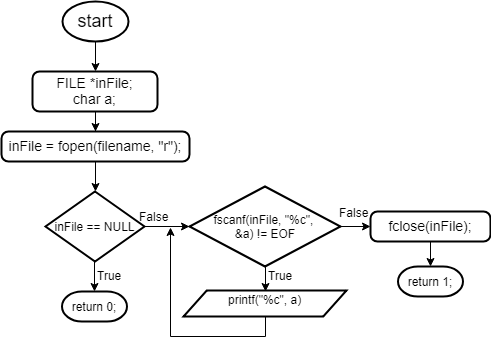 start
FILE *inFile;
char a;
inFile = fopen(filename, "r");
inFile == NULL
False
True
return 0;
fscanf(inFile, "%c",
&a) != EOF
False
True
printf("%c", a)
fclose(inFile);
return 1;